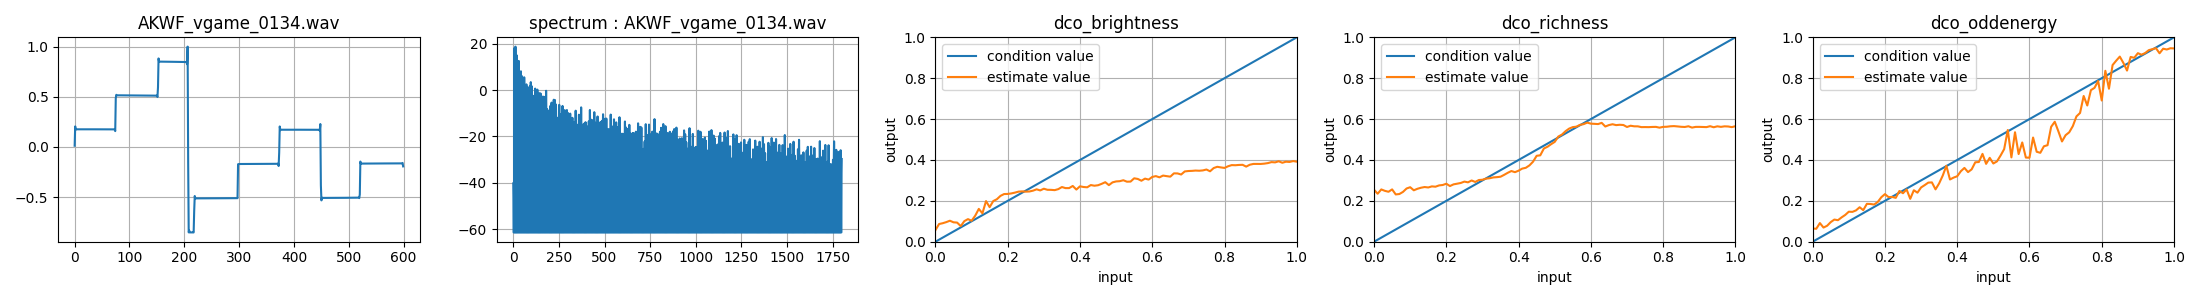 AKWF_vgame_0134.wav
1.0
0.5
0.0
−0.5
0 100 200 300 400 500 600
spectrum : AKWF_vgame_0134.wav
20
0
−20
−40
−60
0 250 500 750 1000 1250 1500 1750
dco_brightness
condition value
estimate value
output
1.0
0.8
0.6
0.4
0.2
0.0
0.0 0.2 0.4 0.6 0.8 1.0
input
dco_richness
condition value
estimate value
output
1.0
0.8
0.6
0.4
0.2
0.0
0.0 0.2 0.4 0.6 0.8 1.0
input
dco_oddenergy
condition value
estimate value
output
1.0
0.8
0.6
0.4
0.2
0.0
0.0 0.2 0.4 0.6 0.8 1.0
input